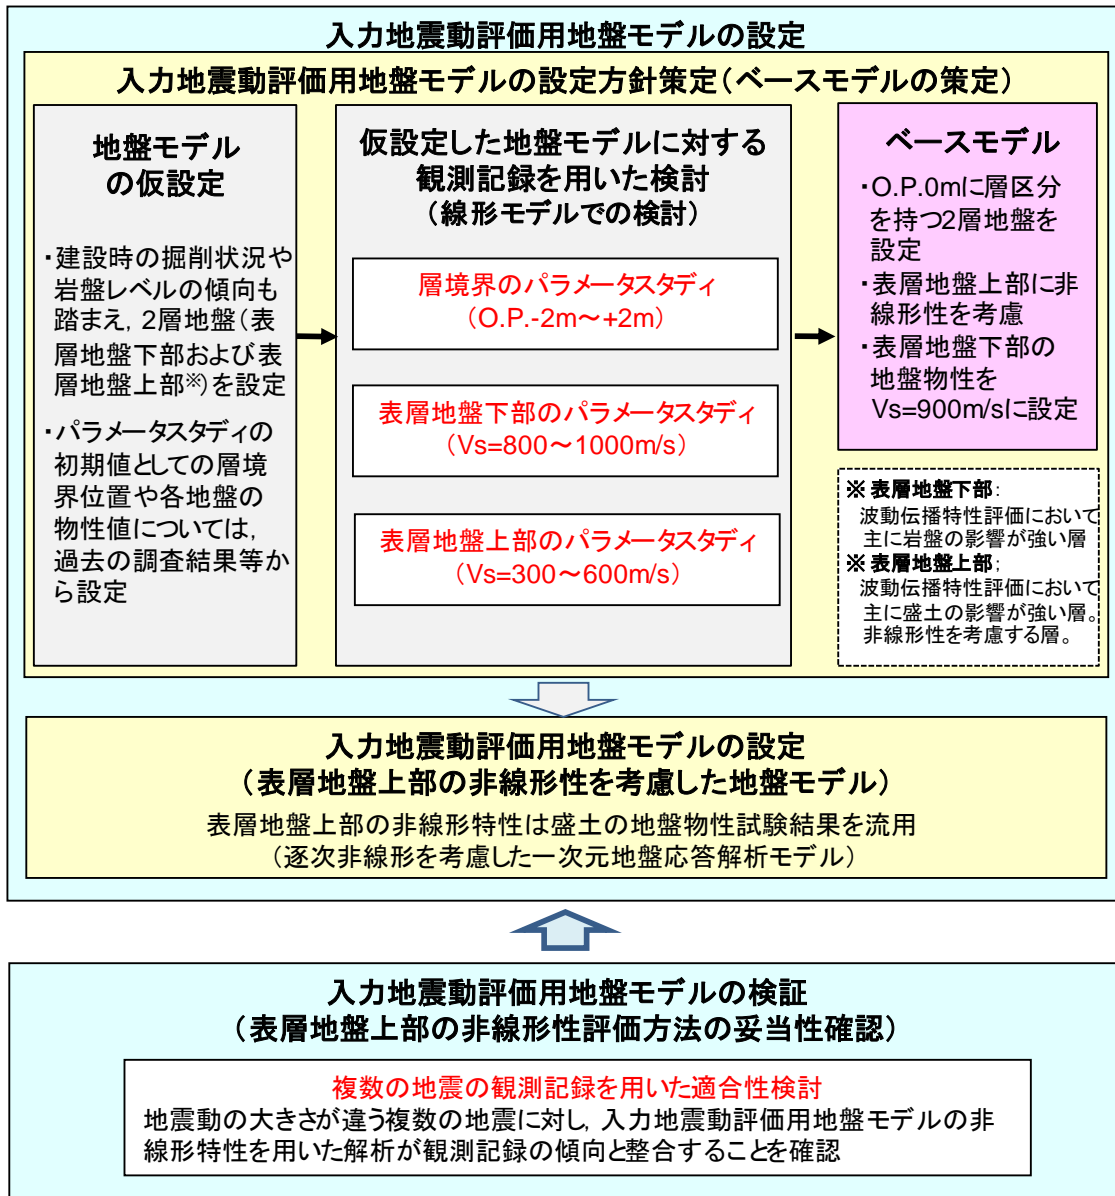 入力地震動評価用地盤モデルの設定
入力地震動評価用地盤モデルの設定方針策定(ベースモデルの策定)
地盤モデル
の仮設定
・建設時の掘削状況や
岩盤レベルの傾向も
踏まえ,2層地盤(表
層地盤下部および表
層地盤上部※)を設定
・パラメータスタディの
初期値としての層境
界位置や各地盤の
物性値については,
過去の調査結果等か
ら設定
仮設定した地盤モデルに対する
観測記録を用いた検討
(線形モデルでの検討)
層境界のパラメータスタディ
(O.P.-2m~+2m)
表層地盤下部のパラメータスタディ
(Vs=800~1000m/s)
表層地盤上部のパラメータスタディ
(Vs=300~600m/s)
ベースモデル
・O.P.0mに層区分
を持つ2層地盤を
設定
・表層地盤上部に非
線形性を考慮
・表層地盤下部の
地盤物性を
Vs=900m/sに設定
※ 表層地盤下部:
波動伝播特性評価において
主に岩盤の影響が強い層
※ 表層地盤上部:
波動伝播特性評価において
主に盛土の影響が強い層。
非線形性を考慮する層。
入力地震動評価用地盤モデルの設定
(表層地盤上部の非線形性を考慮した地盤モデル)
表層地盤上部の非線形特性は盛土の地盤物性試験結果を流用
(逐次非線形を考慮した一次元地盤応答解析モデル)
入力地震動評価用地盤モデルの検証
(表層地盤上部の非線形性評価方法の妥当性確認)
複数の地震の観測記録を用いた適合性検討
地震動の大きさが違う複数の地震に対し,入力地震動評価用地盤モデルの非
線形特性を用いた解析が観測記録の傾向と整合することを確認